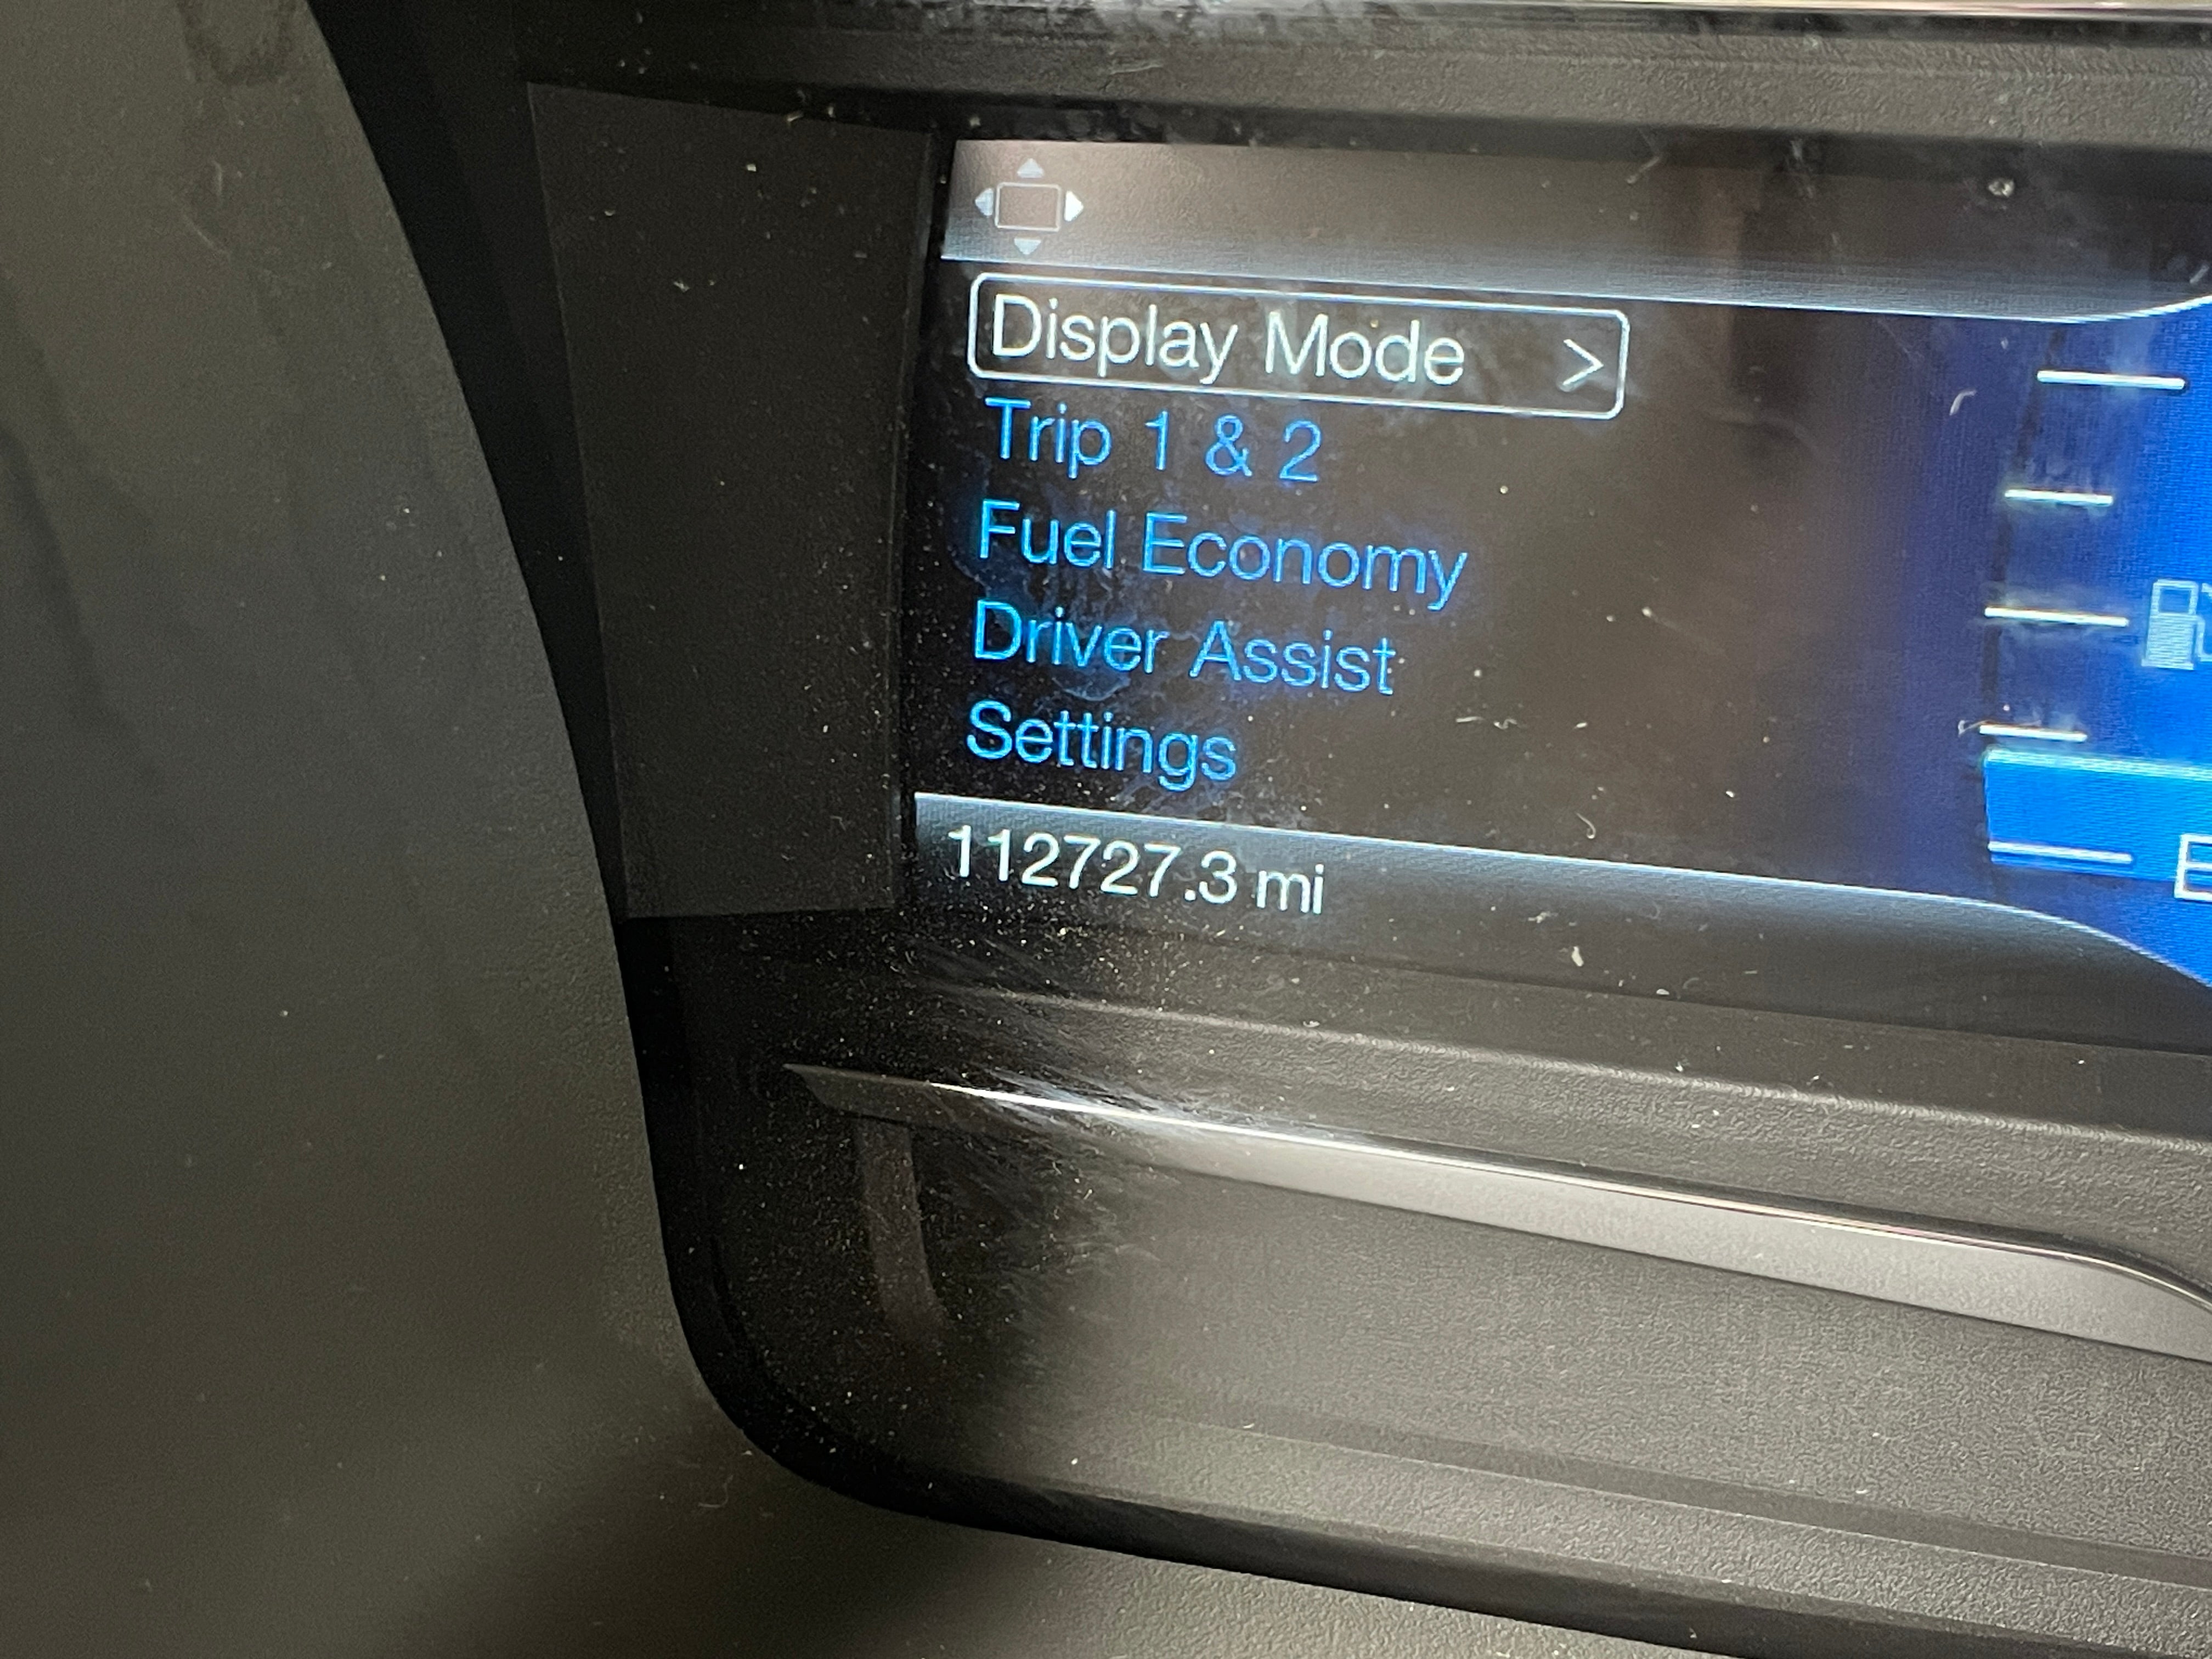 Display Mode >
Trip 1 & 2
Fuel Economy
Driver Assist
Settings
112727.3 mi
E